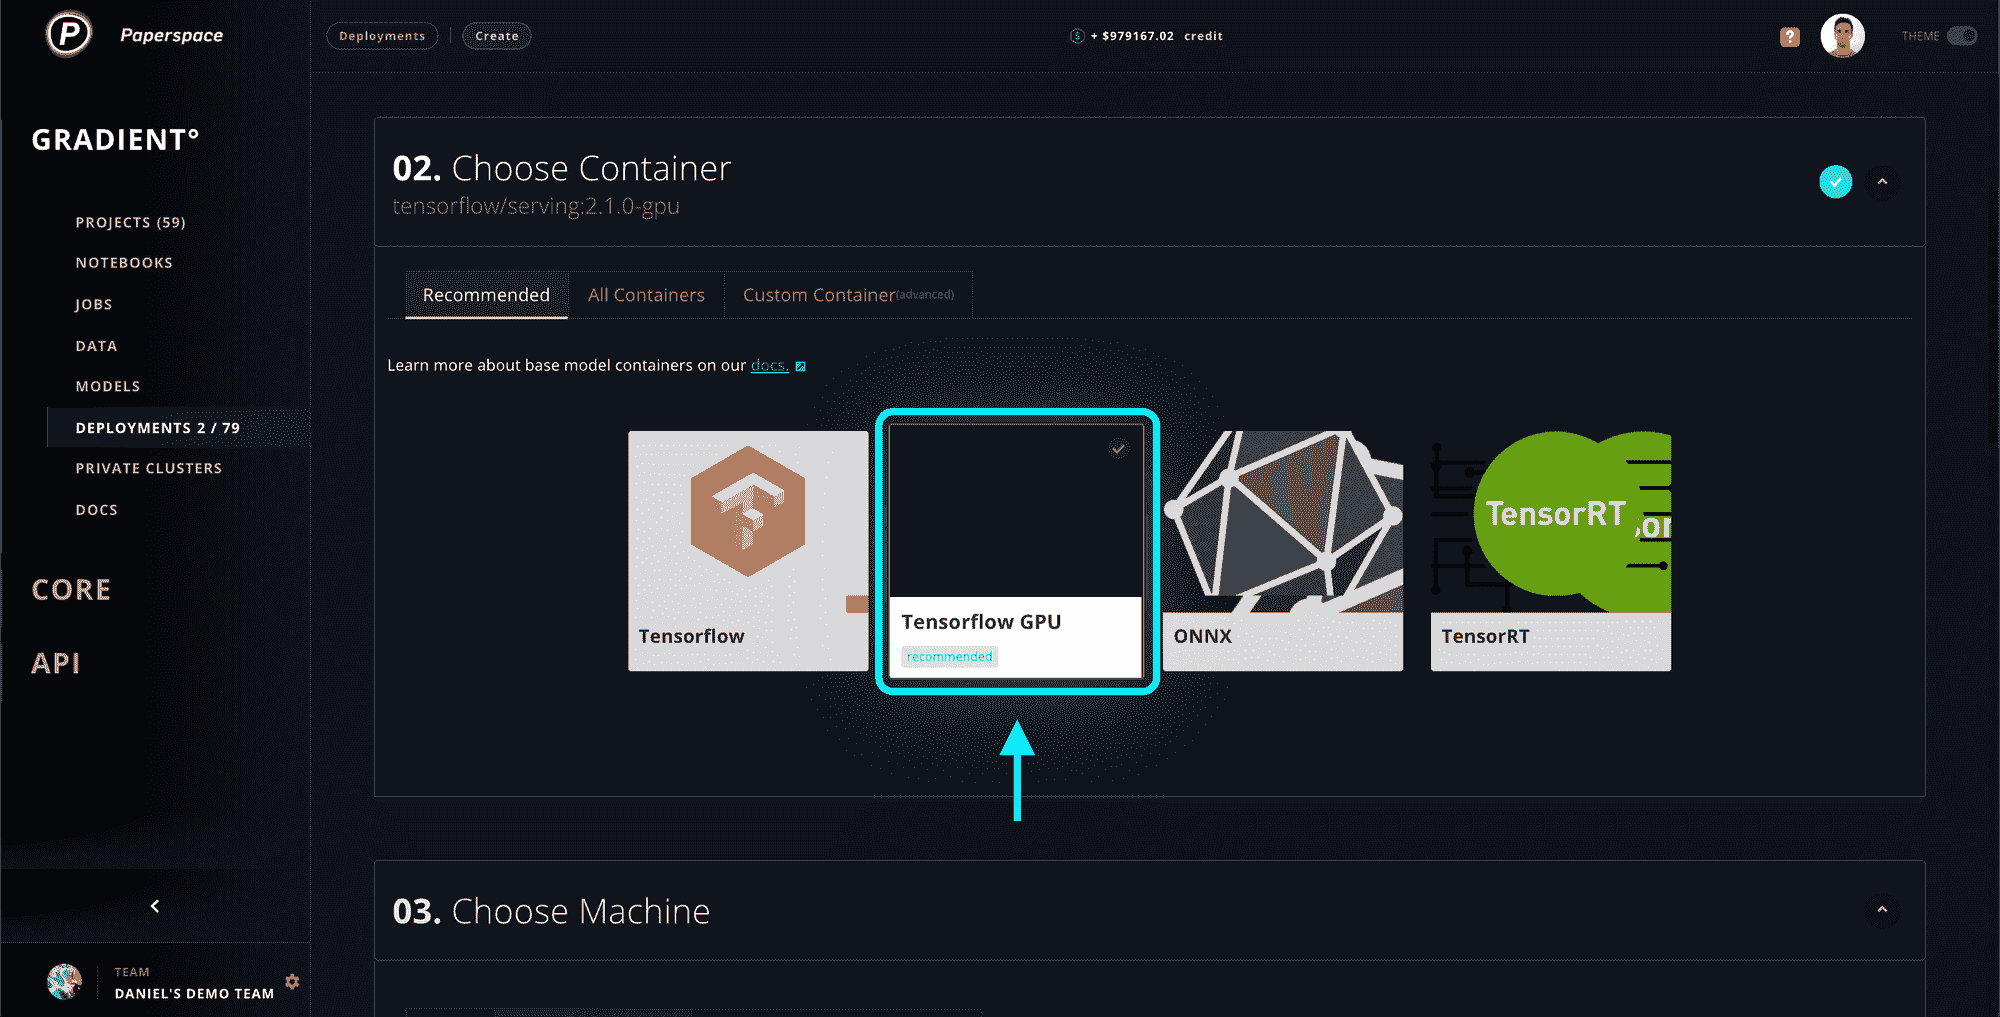 P Paperspace
Deployments
Create
+ $979167.02 credit
?
THEME
GRADIENT°
PROJECTS (59)
NOTEBOOKS
JOBS
DATA
MODELS
DEPLOYMENTS 2 / 79
PRIVATE CLUSTERS
DOCS
CORE
API
TEAM
DANIEL'S DEMO TEAM
02. Choose Container
tensorflow/serving:2.1.0-gpu
Recommended
All Containers
Custom Container(advanced)
Learn more about base model containers on our docs.
Tensorflow
Tensorflow GPU
recommended
ONNX
TensorRT
sor
TensorRT
03. Choose Machine